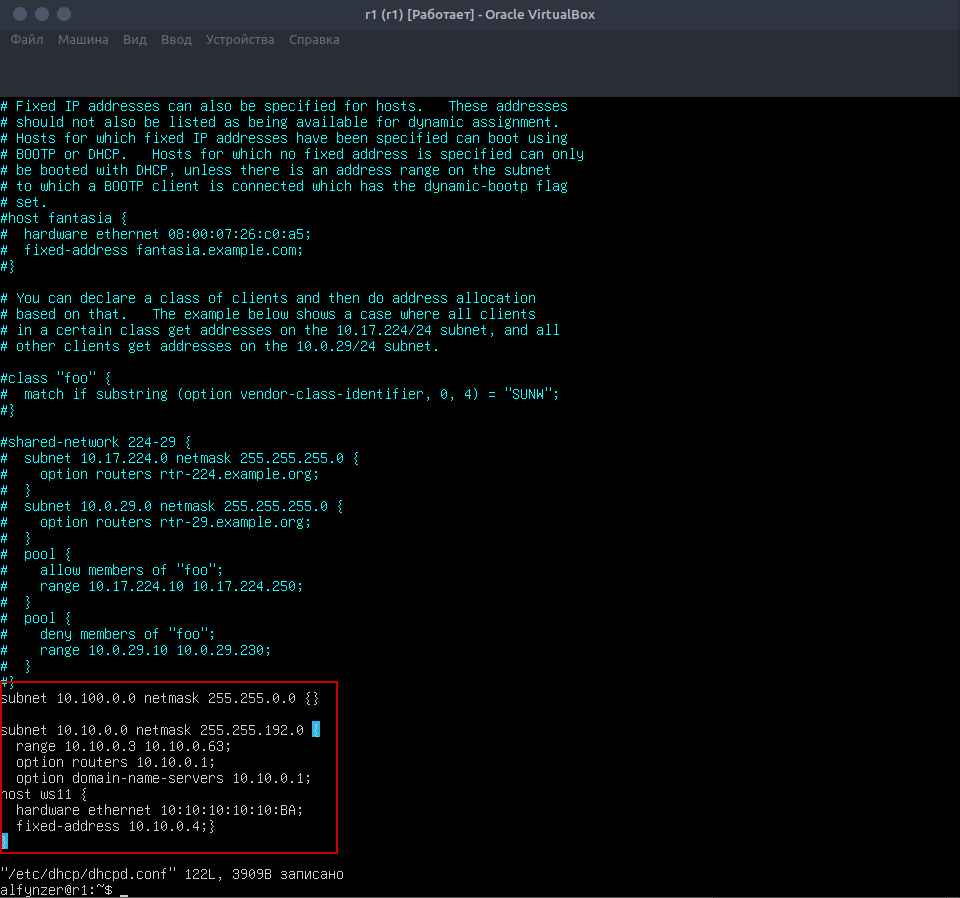 r1 (r1) [Работает] - Oracle VirtualBox
Файл Машина Вид Ввод Устройства Справка
# Fixed IP addresses can also be specified for hosts.   These addresses
# should not also be listed as being available for dynamic assignment.
# Hosts for which fixed IP addresses have been specified can boot using
# BOOTP or DHCP.   Hosts for which no fixed address is specified can only
# be booted with DHCP, unless there is an address range on the subnet
# to which a BOOTP client is connected which has the dynamic-bootp flag
# set.
#host fantasia {
#  hardware ethernet 08:00:07:26:c0:a5;
#  fixed-address fantasia.example.com;
#}
# You can declare a class of clients and then do address allocation
# based on that.   The example below shows a case where all clients
# in a certain class get addresses on the 10.17.224/24 subnet, and all
# other clients get addresses on the 10.0.29/24 subnet.
#class "foo" {
#  match if substring (option vendor-class-identifier, 0, 4) = "SUNW";
#}
#shared-network 224-29 {
#  subnet 10.17.224.0 netmask 255.255.255.0 {
#    option routers rtr-224.example.org;
#  }
#  subnet 10.0.29.0 netmask 255.255.255.0 {
#    option routers rtr-29.example.org;
#  }
#  pool {
#    allow members of "foo";
#    range 10.17.224.10 10.17.224.250;
#  }
#  pool {
#    deny members of "foo";
#    range 10.0.29.10 10.0.29.230;
#  }
#}
subnet 10.100.0.0 netmask 255.255.0.0 {}
subnet 10.10.0.0 netmask 255.255.192.0 {
  range 10.10.0.3 10.10.0.63;
  option routers 10.10.0.1;
  option domain-name-servers 10.10.0.1;
host ws11 {
  hardware ethernet 10:10:10:10:10:BA;
  fixed-address 10.10.0.4;}
}
"/etc/dhcp/dhcpd.conf" 122L, 3909B записано
alfynzer@r1:~$ _